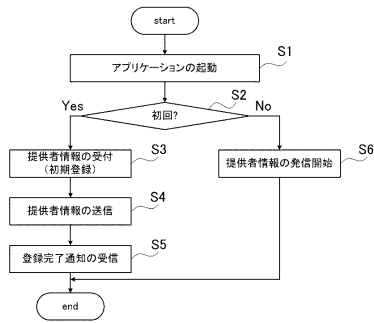 start
アプリケーションの起動
S1
初回?
S2
Yes
No
提供者情報の受付
(初期登録)
S3
提供者情報の発信開始
S6
提供者情報の送信
S4
登録完了通知の受信
S5
end